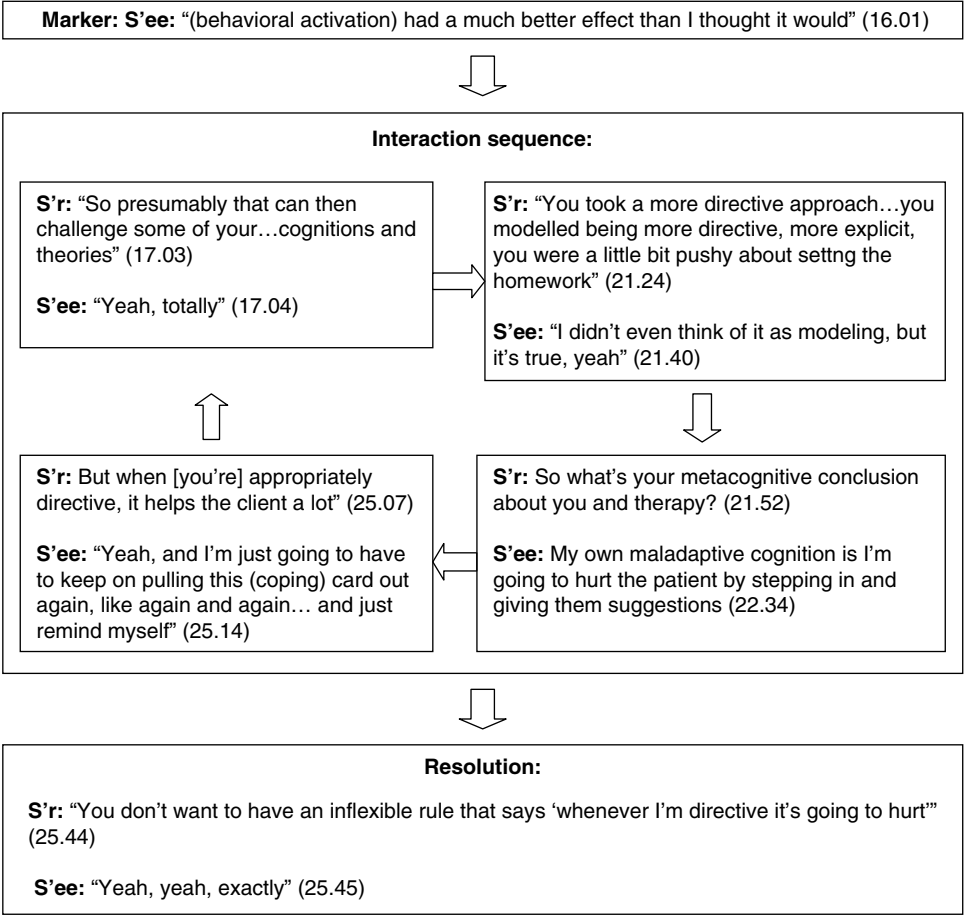 Marker: S'ee: “(behavioral activation) had a much better effect than I thought it would” (16.01)
Interaction sequence:
S'r: “So presumably that can then
challenge some of your…cognitions and
theories” (17.03)
S'ee: “Yeah, totally” (17.04)
S'r: “You took a more directive approach…you
modelled being more directive, more explicit,
you were a little bit pushy about settng the
homework” (21.24)
S'ee: “I didn't even think of it as modeling, but
it's true, yeah” (21.40)
S'r: So what's your metacognitive conclusion
about you and therapy? (21.52)
S'ee: My own maladaptive cognition is I'm
going to hurt the patient by stepping in and
giving them suggestions (22.34)
S'r: But when [you're] appropriately
directive, it helps the client a lot” (25.07)
S'ee: “Yeah, and I'm just going to have
to keep on pulling this (coping) card out
again, like again and again… and just
remind myself” (25.14)
Resolution:
S'r: “You don't want to have an inflexible rule that says ‘whenever I'm directive it's going to hurt’”
(25.44)
S'ee: “Yeah, yeah, exactly” (25.45)